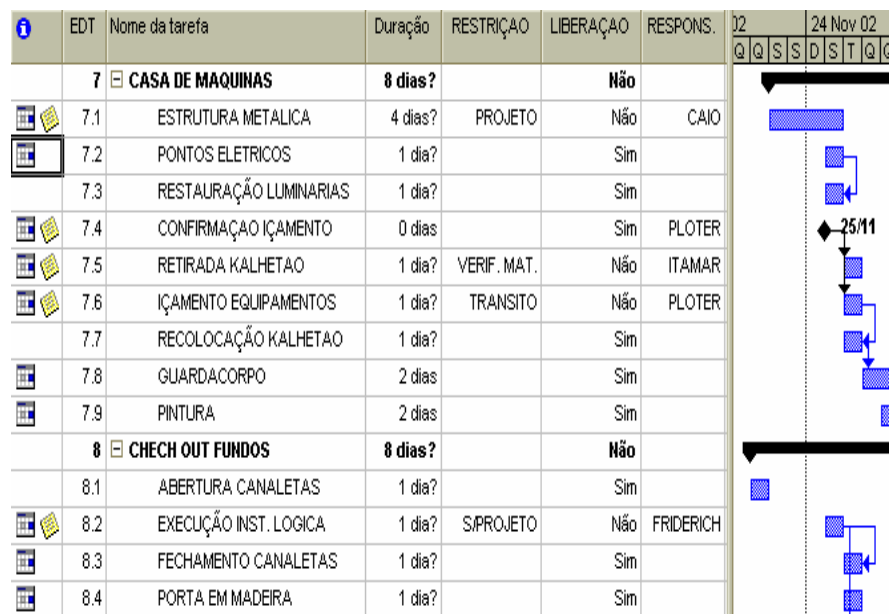 EDT Nome da tarefa Duração RESTRIÇAO LIBERAÇAO RESPONS. 02 24 Nov 02
Q Q S S D S T Q Q
7 CASA DE MAQUINAS 8 dias? Não
7.1 ESTRUTURA METALICA 4 dias? PROJETO Não CAIO
7.2 PONTOS ELETRICOS 1 dia? Sim
7.3 RESTAURAÇÃO LUMINARIAS 1 dia? Sim
7.4 CONFIRMAÇAO IÇAMENTO 0 dias Sim PLOTER 25/11
7.5 RETIRADA KALHETAO 1 dia? VERIF. MAT. Não ITAMAR
7.6 IÇAMENTO EQUIPAMENTOS 1 dia? TRANSITO Não PLOTER
7.7 RECOLOCAÇÃO KALHETAO 1 dia? Sim
7.8 GUARDACORPO 2 dias Sim
7.9 PINTURA 2 dias Sim
8 CHECH OUT FUNDOS 8 dias? Não
8.1 ABERTURA CANALETAS 1 dia? Sim
8.2 EXECUÇÃO INST. LOGICA 1 dia? S/PROJETO Não FRIDERICH
8.3 FECHAMENTO CANALETAS 1 dia? Sim
8.4 PORTA EM MADEIRA 1 dia? Sim